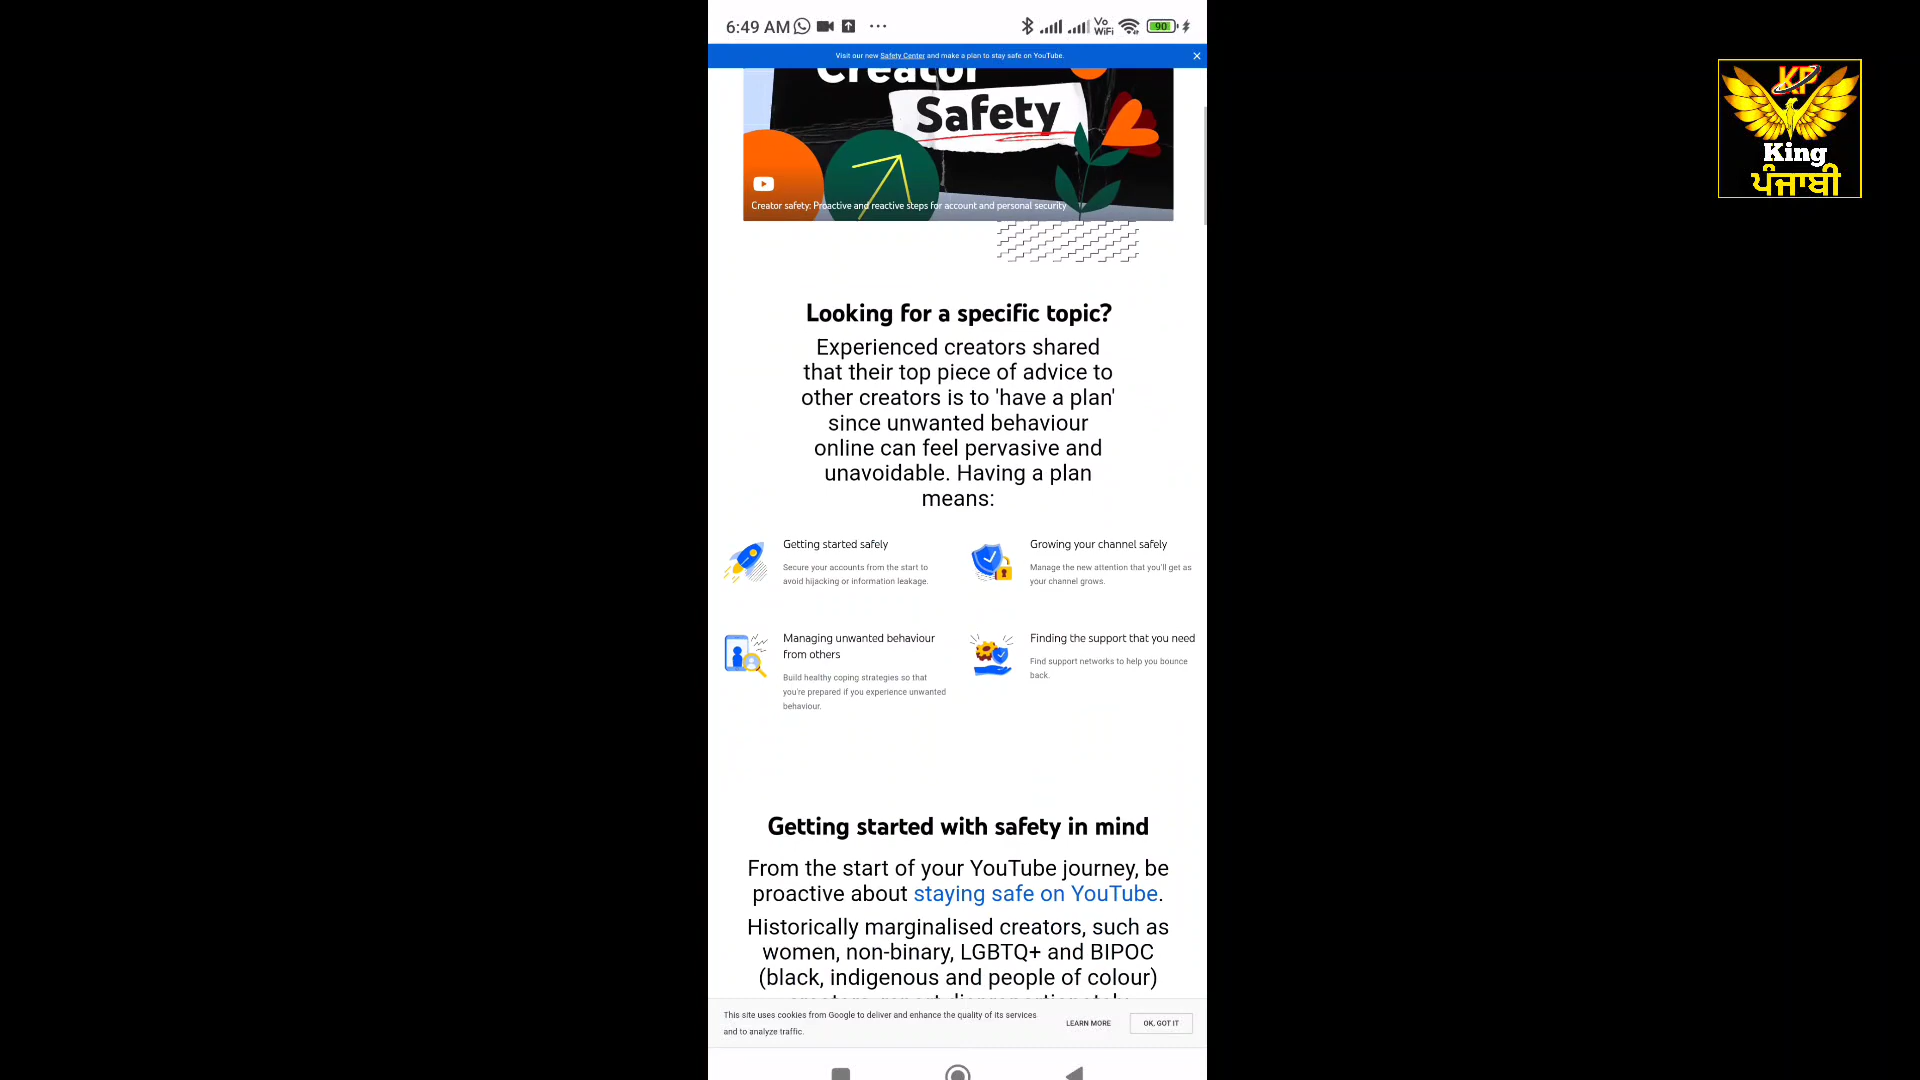 6:49 AM
Vo
WiFi
90
Visit our new Safety Center and make a plan to stay safe on YouTube.
Creator
Safety
Creator safety: Proactive and reactive steps for account and personal security
KP
King
ਪੰਜਾਬੀ
Looking for a specific topic?
Experienced creators shared
that their top piece of advice to
other creators is to 'have a plan'
since unwanted behaviour
online can feel pervasive and
unavoidable. Having a plan
means:
Getting started safely
Secure your accounts from the start to
avoid hijacking or information leakage.
Growing your channel safely
Manage the new attention that you'll get as
your channel grows.
Managing unwanted behaviour
from others
Build healthy coping strategies so that
you're prepared if you experience unwanted
behaviour.
Finding the support that you need
Find support networks to help you bounce
back.
Getting started with safety in mind
From the start of your YouTube journey, be
proactive about staying safe on YouTube.
Historically marginalised creators, such as
women, non-binary, LGBTQ+ and BIPOC
(black, indigenous and people of colour)
This site uses cookies from Google to deliver and enhance the quality of its services
and to analyze traffic.
LEARN MORE
OK, GOT IT